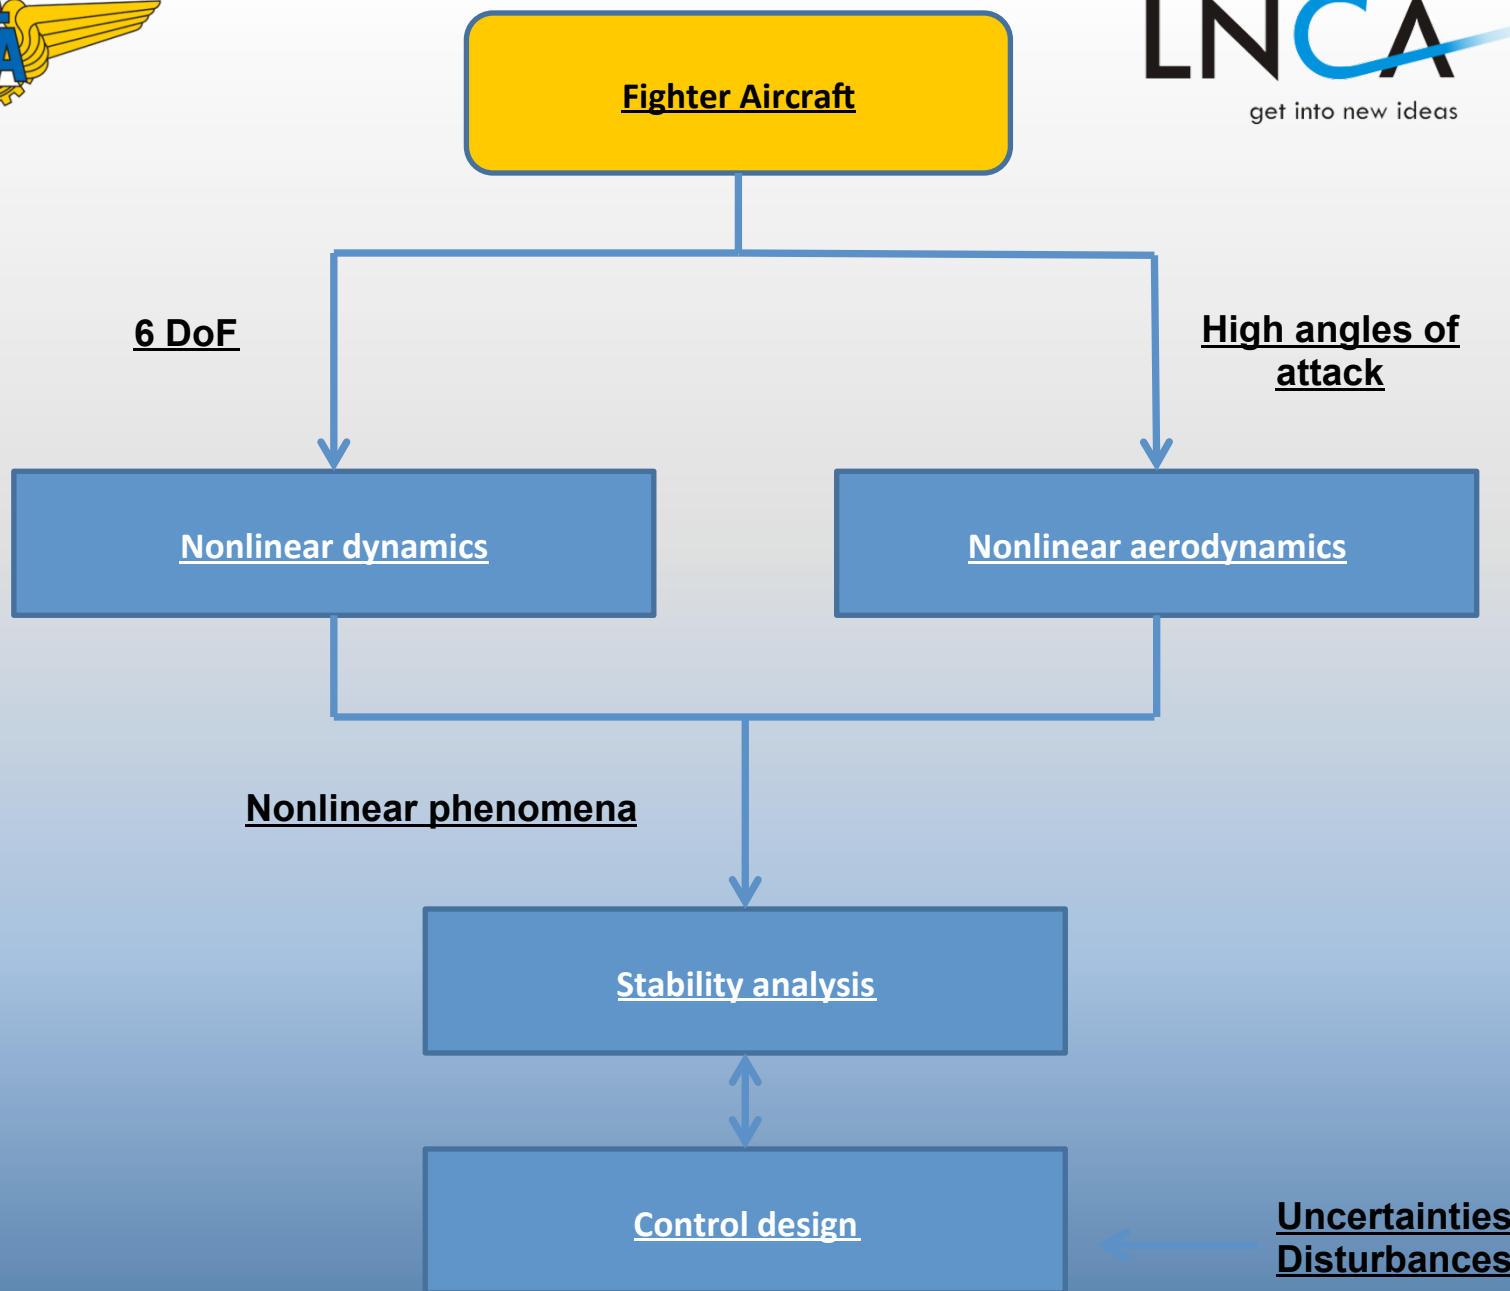 LNCA
get into new ideas
Fighter Aircraft
6 DoF
High angles of
attack
Nonlinear dynamics
Nonlinear aerodynamics
Nonlinear phenomena
Stability analysis
Control design
Uncertainties
Disturbances